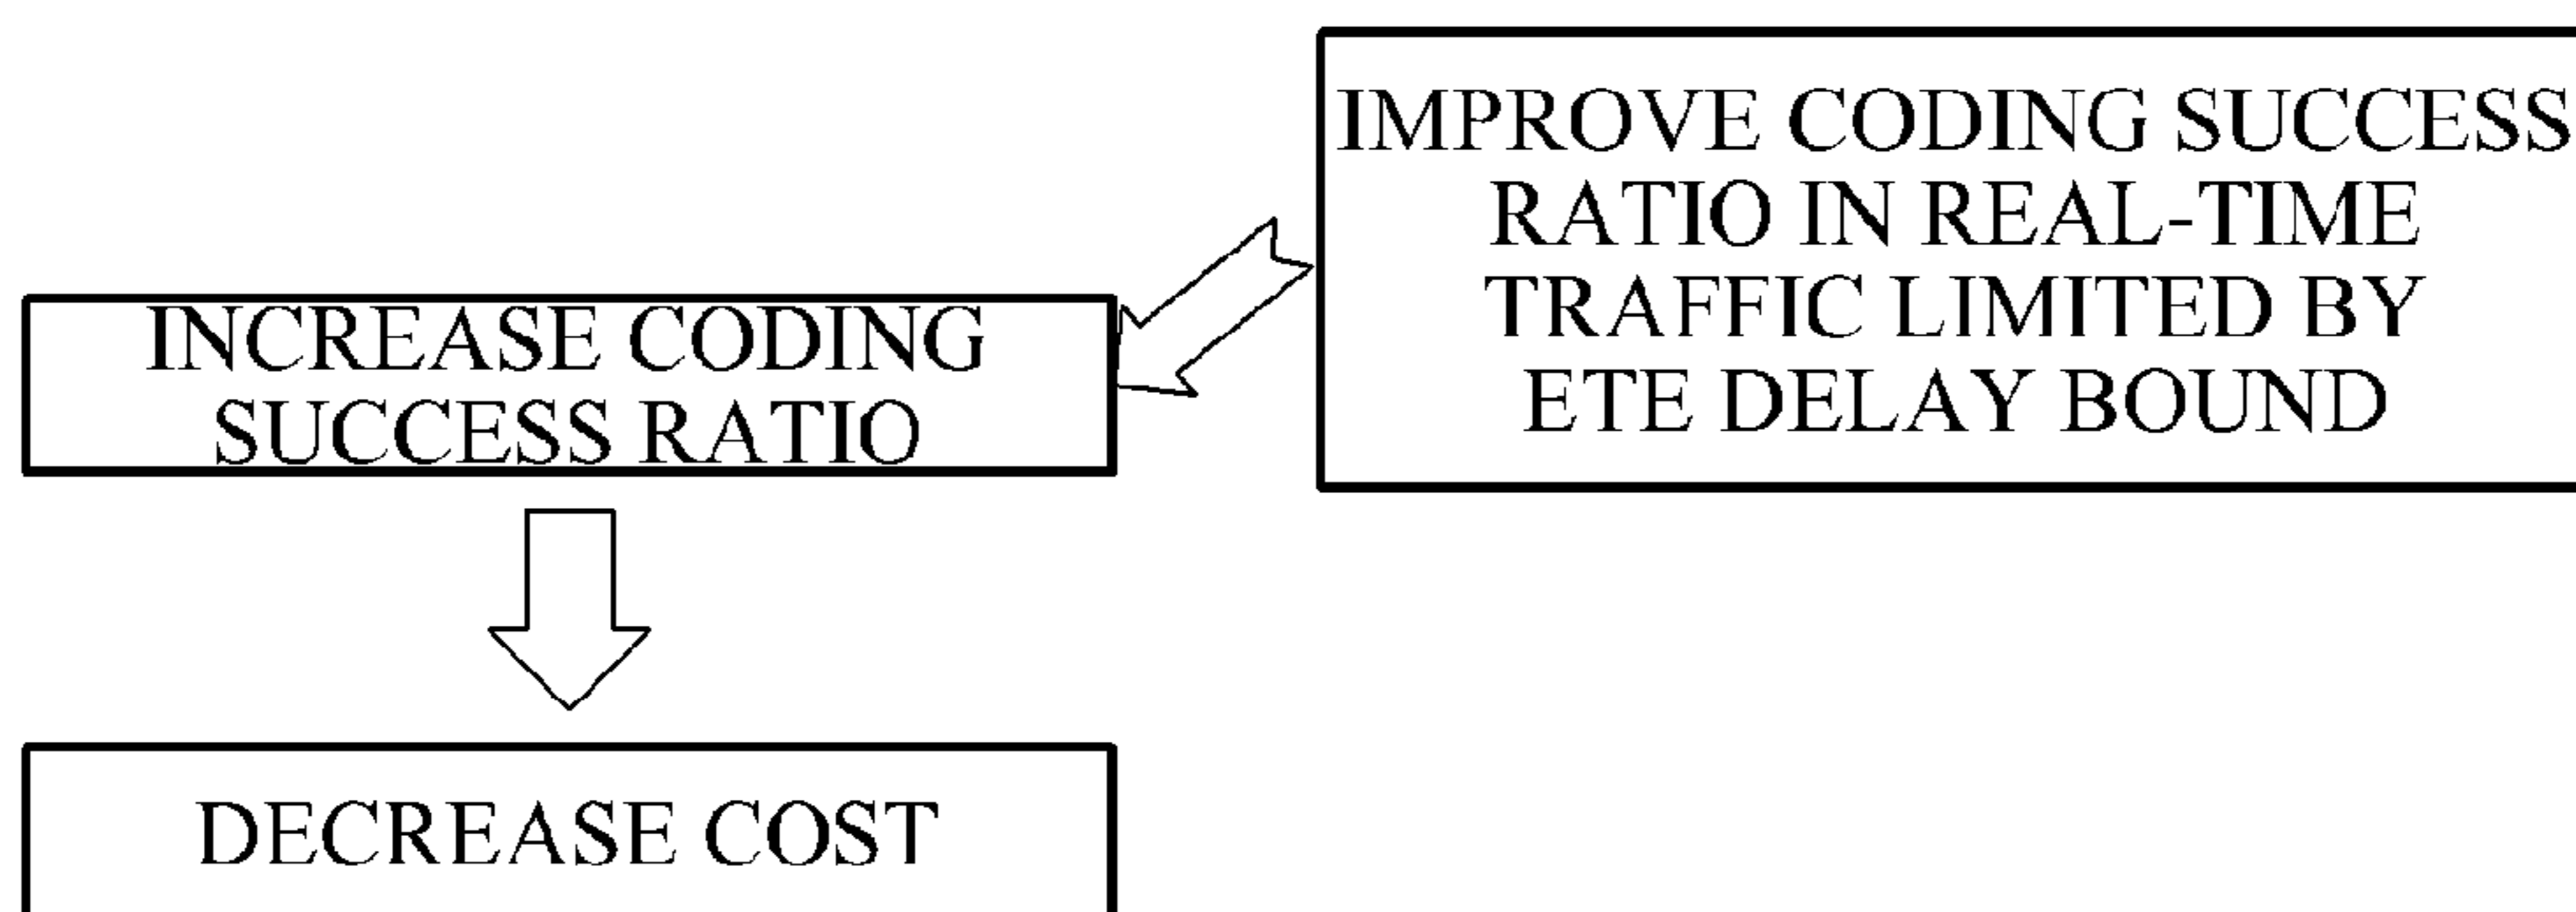 IMPROVE CODING SUCCESS
RATIO IN REAL-TIME
TRAFFIC LIMITED BY
ETE DELAY BOUND
INCREASE CODING
SUCCESS RATIO
DECREASE COST